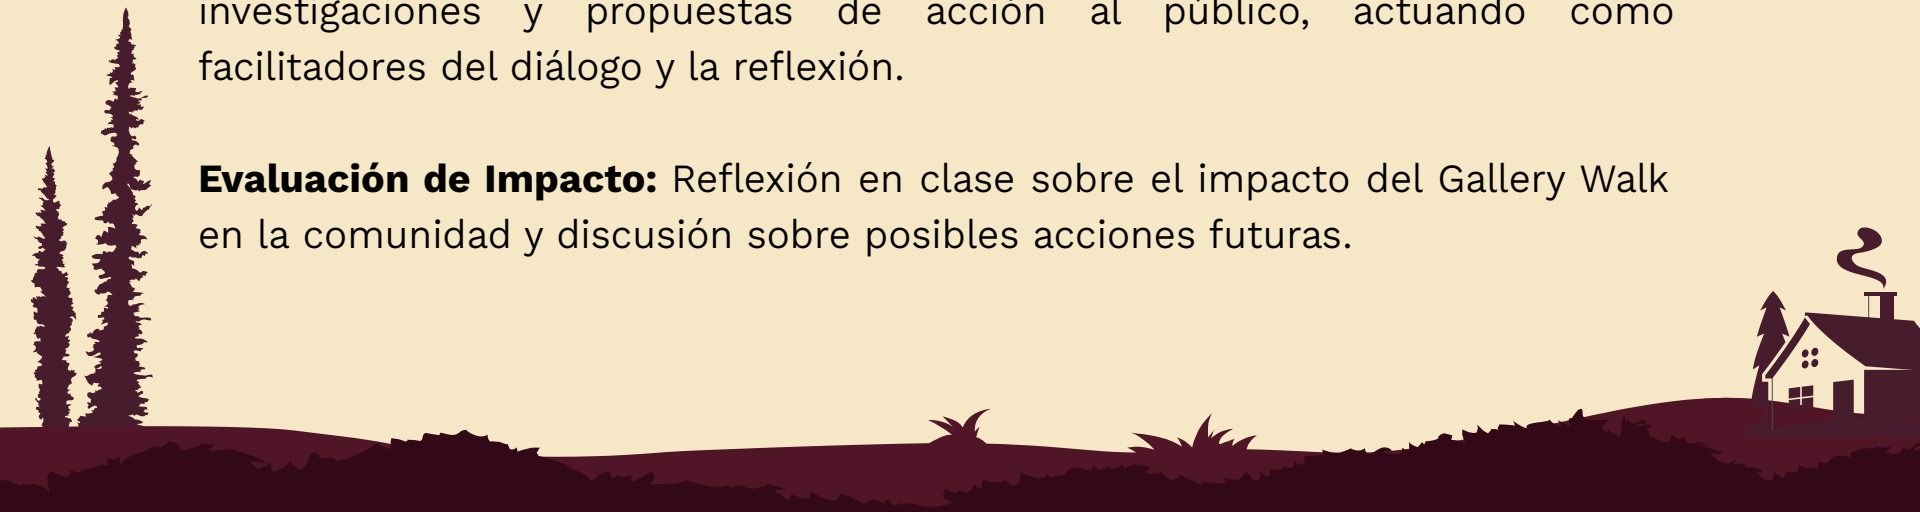 investigaciones y propuestas de acción al público, actuando como
facilitadores del diálogo y la reflexión.
Evaluación de Impacto: Reflexión en clase sobre el impacto del Gallery Walk
en la comunidad y discusión sobre posibles acciones futuras.